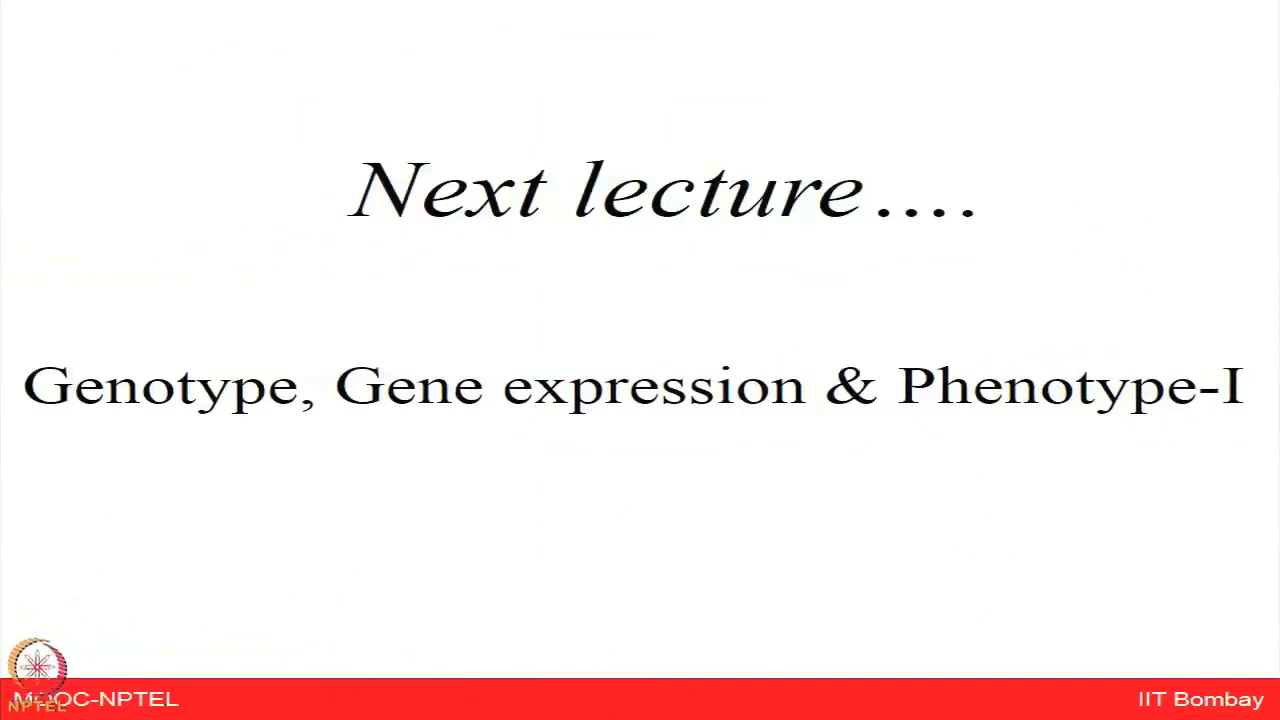 Next lecture....
Genotype, Gene expression & Phenotype-I
MOOC-NPTEL
NPTEL
IIT Bombay